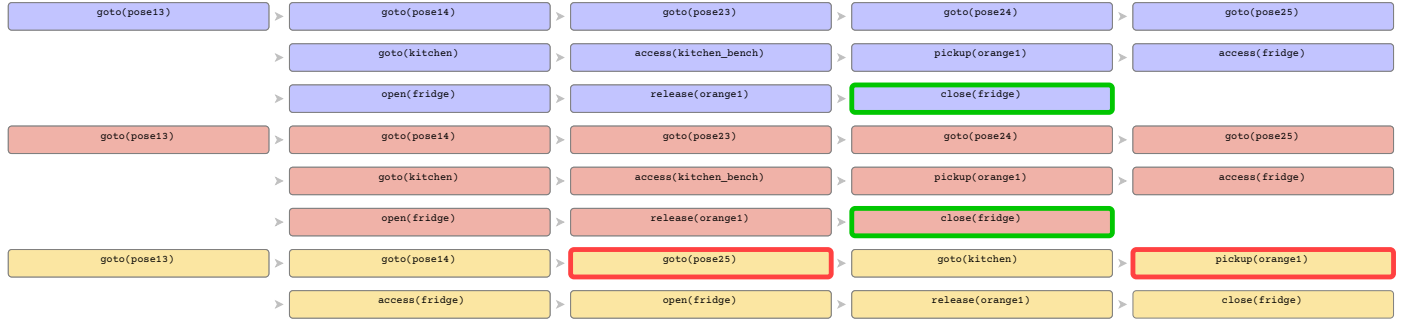 goto(pose13) goto(pose14) goto(pose23) goto(pose24) goto(pose25)
goto(kitchen) access(kitchen_bench) pickup(orange1) access(fridge)
open(fridge) release(orange1) close(fridge)
goto(pose13) goto(pose14) goto(pose23) goto(pose24) goto(pose25)
goto(kitchen) access(kitchen_bench) pickup(orange1) access(fridge)
open(fridge) release(orange1) close(fridge)
goto(pose13) goto(pose14) goto(pose25) goto(kitchen) pickup(orange1)
access(fridge) open(fridge) release(orange1) close(fridge)